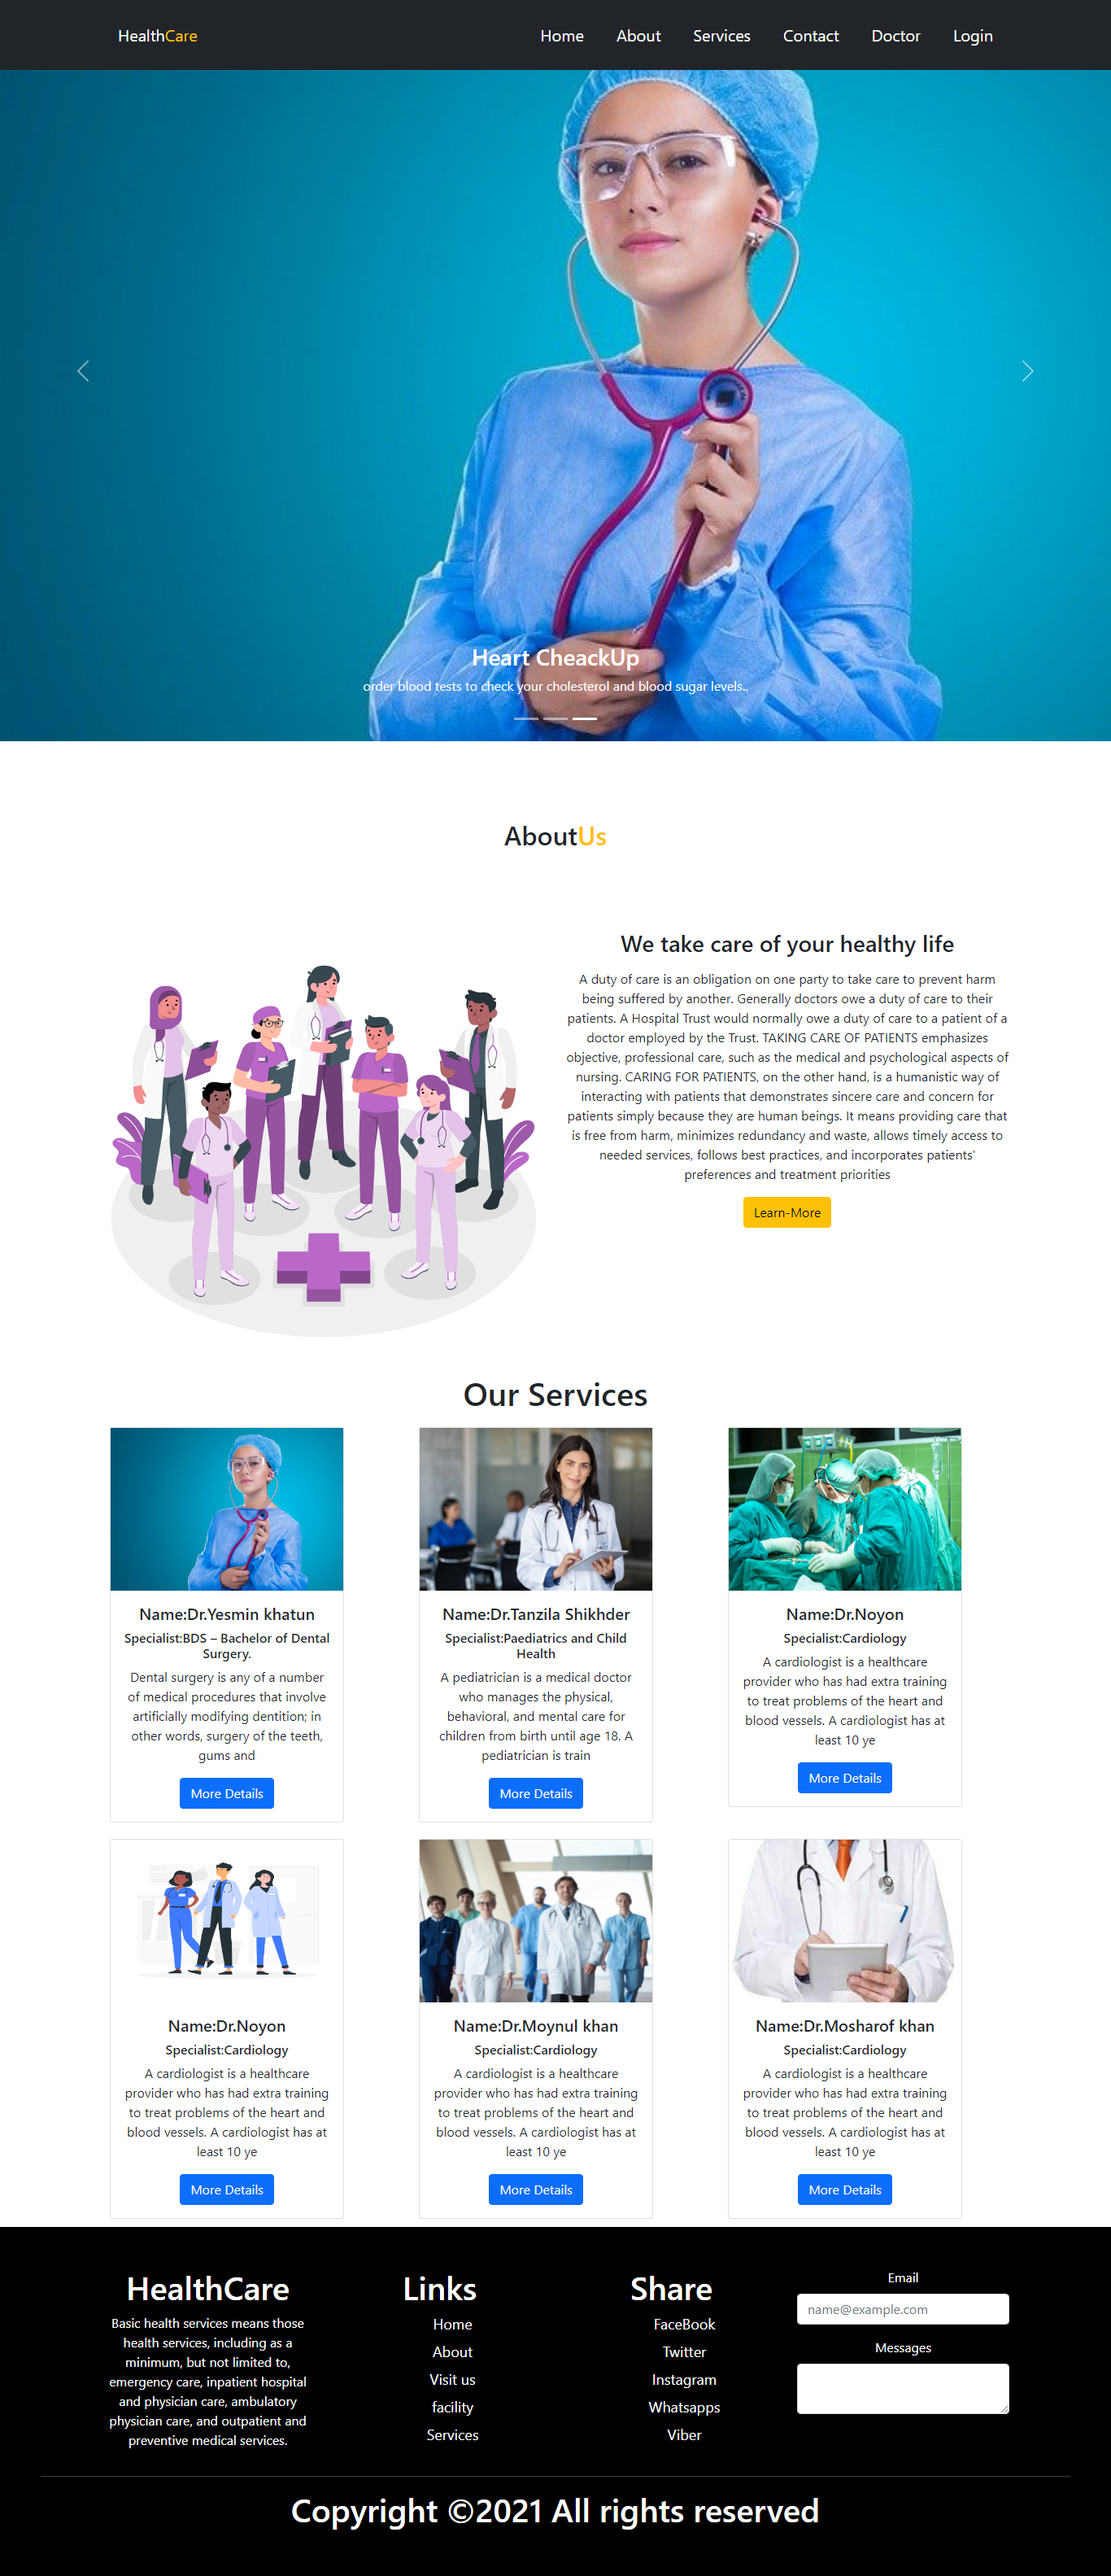 HealthCare
Home About Services Contact Doctor Login
Heart CheackUp
order blood tests to check your cholesterol and blood sugar levels..
AboutUs
We take care of your healthy life
A duty of care is an obligation on one party to take care to prevent harm
being suffered by another. Generally doctors owe a duty of care to their
patients. A Hospital Trust would normally owe a duty of care to a patient of a
doctor employed by the Trust. TAKING CARE OF PATIENTS emphasizes
objective, professional care, such as the medical and psychological aspects of
nursing. CARING FOR PATIENTS, on the other hand, is a humanistic way of
interacting with patients that demonstrates sincere care and concern for
patients simply because they are human beings. It means providing care that
is free from harm, minimizes redundancy and waste, allows timely access to
needed services, follows best practices, and incorporates patients'
preferences and treatment priorities
Learn-More
Our Services
Name:Dr.Yesmin khatun
Specialist:BDS – Bachelor of Dental
Surgery.
Dental surgery is any of a number
of medical procedures that involve
artificially modifying dentition; in
other words, surgery of the teeth,
gums and
More Details
Name:Dr.Tanzila Shikhder
Specialist:Paediatrics and Child
Health
A pediatrician is a medical doctor
who manages the physical,
behavioral, and mental care for
children from birth until age 18. A
pediatrician is train
More Details
Name:Dr.Noyon
Specialist:Cardiology
A cardiologist is a healthcare
provider who has had extra training
to treat problems of the heart and
blood vessels. A cardiologist has at
least 10 ye
More Details
Name:Dr.Noyon
Specialist:Cardiology
A cardiologist is a healthcare
provider who has had extra training
to treat problems of the heart and
blood vessels. A cardiologist has at
least 10 ye
More Details
Name:Dr.Moynul khan
Specialist:Cardiology
A cardiologist is a healthcare
provider who has had extra training
to treat problems of the heart and
blood vessels. A cardiologist has at
least 10 ye
More Details
Name:Dr.Mosharof khan
Specialist:Cardiology
A cardiologist is a healthcare
provider who has had extra training
to treat problems of the heart and
blood vessels. A cardiologist has at
least 10 ye
More Details
HealthCare
Basic health services means those
health services, including as a
minimum, but not limited to,
emergency care, inpatient hospital
and physician care, ambulatory
physician care, and outpatient and
preventive medical services.
Links
Home
About
Visit us
facility
Services
Share
FaceBook
Twitter
Instagram
Whatsapps
Viber
Email
name@example.com
Messages
Copyright ©2021 All rights reserved